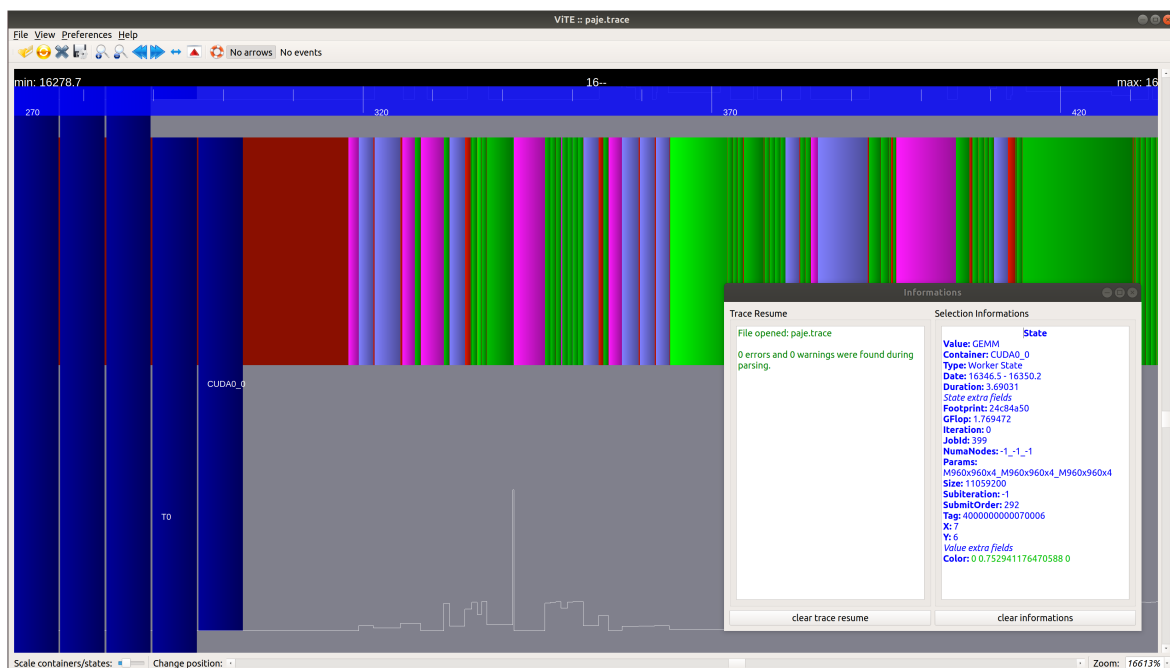 ViTE :: paje.trace
File View Preferences Help
No arrows No events
min: 16278.7 16-- max: 16
270 320 370 420
CUDA0_0
T0
Informations
Trace Resume
File opened: paje.trace
0 errors and 0 warnings were found during
parsing.
clear trace resume
Selection Informations
State
Value: GEMM
Container: CUDA0_0
Type: Worker State
Date: 16346.5 - 16350.2
Duration: 3.69031
State extra fields
Footprint: 24c84a50
GFlop: 1.769472
Iteration: 0
JobId: 399
NumaNodes: -1_-1_-1
Params:
M960x960x4_M960x960x4_M960x960x4
Size: 11059200
Subiteration: -1
SubmitOrder: 292
Tag: 4000000000070006
X: 7
Y: 6
Value extra fields
Color: 0 0.752941176470588 0
clear informations
Scale containers/states: Change position: Zoom: 16613%